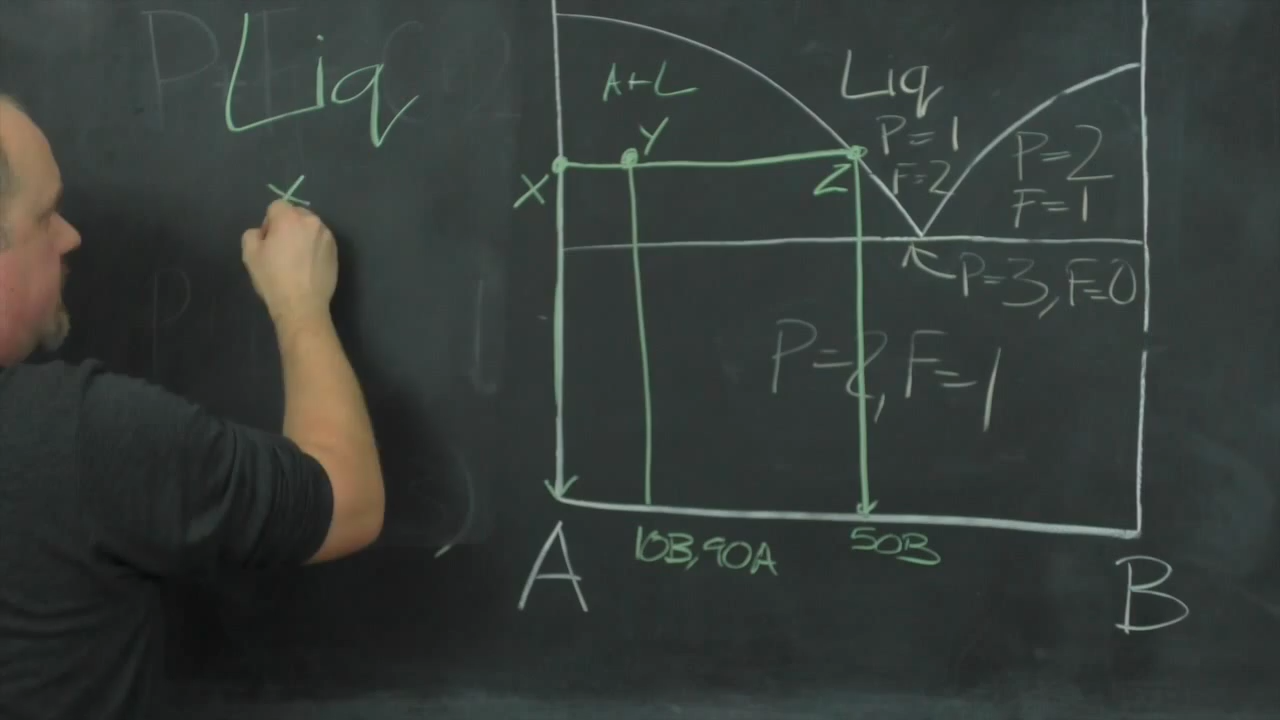 Liq
X
A+L
Y
X
Z
Liq
P=1
F=2
P=2
F=1
P=3, F=0
P=2, F=1
A
10B, 90A
50B
B